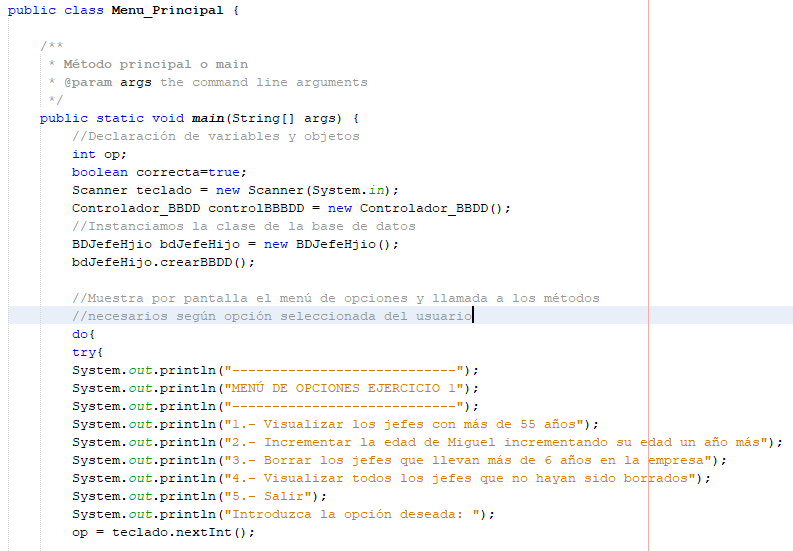 public class Menu_Principal {
/**
* Método principal o main
* @param args the command line arguments
*/
public static void main(String[] args) {
//Declaración de variables y objetos
int op;
boolean correcta=true;
Scanner teclado = new Scanner(System.in);
Controlador_BBDD controlBBBDD = new Controlador_BBDD();
//Instanciamos la clase de la base de datos
BDJefeHjio bdJefeHijo = new BDJefeHjio();
bdJefeHijo.crearBBDD();
//Muestra por pantalla el menú de opciones y llamada a los métodos
//necesarios según opción seleccionada del usuario
do{
try{
System.out.println("----------------------------");
System.out.println("MENÚ DE OPCIONES EJERCICIO 1");
System.out.println("----------------------------");
System.out.println("1.- Visualizar los jefes con más de 55 años");
System.out.println("2.- Incrementar la edad de Miguel incrementando su edad un año más");
System.out.println("3.- Borrar los jefes que llevan más de 6 años en la empresa");
System.out.println("4.- Visualizar todos los jefes que no hayan sido borrados");
System.out.println("5.- Salir");
System.out.println("Introduzca la opción deseada: ");
op = teclado.nextInt();